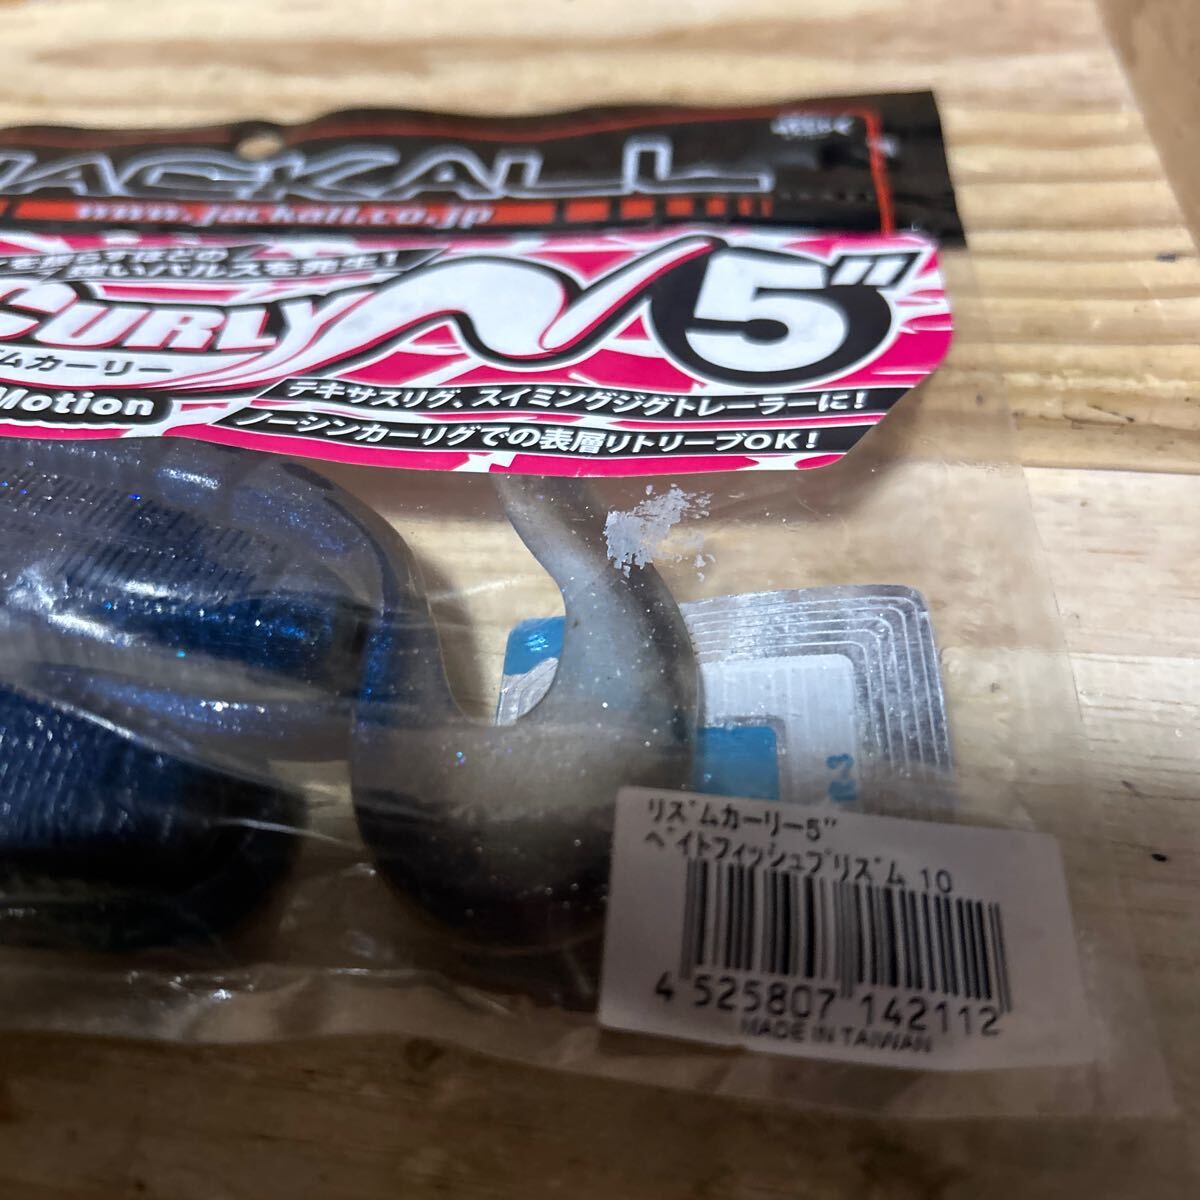 JACKALL
www.jackall.co.jp
を揺らすほどの
強いパルスを発生!
CURLY 5"
ムカーリー
Motion
テキサスリグ、スイミングジグトレーラーに!
ノーシンカーリグでの表層リトリーブOK!
リズムカーリー5"
ベイトフィッシュプリズム 10
4 525807 142112
MADE IN TAIWAN